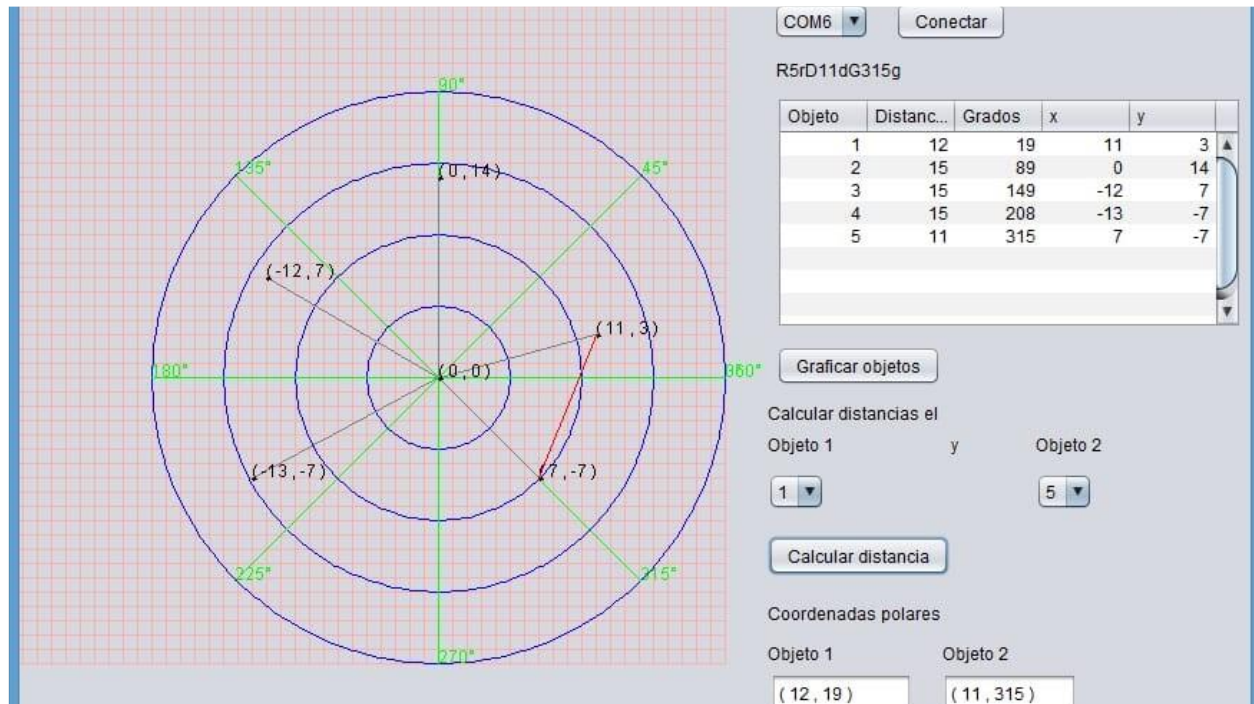 90°
135°
45°
(0,14)
(-12,7)
(11,3)
180°
(0,0)
(-13,-7)
(7,-7)
225°
315°
270°
COM6 Conectar
R5rD11dG315g
Objeto Distanc... Grados x y
1 12 19 11 3
2 15 89 0 14
3 15 149 -12 7
4 15 208 -13 -7
5 11 315 7 -7
Graficar objetos
Calcular distancias el
Objeto 1 y Objeto 2
1 5
Calcular distancia
Coordenadas polares
Objeto 1 Objeto 2
(12,19) (11,315)